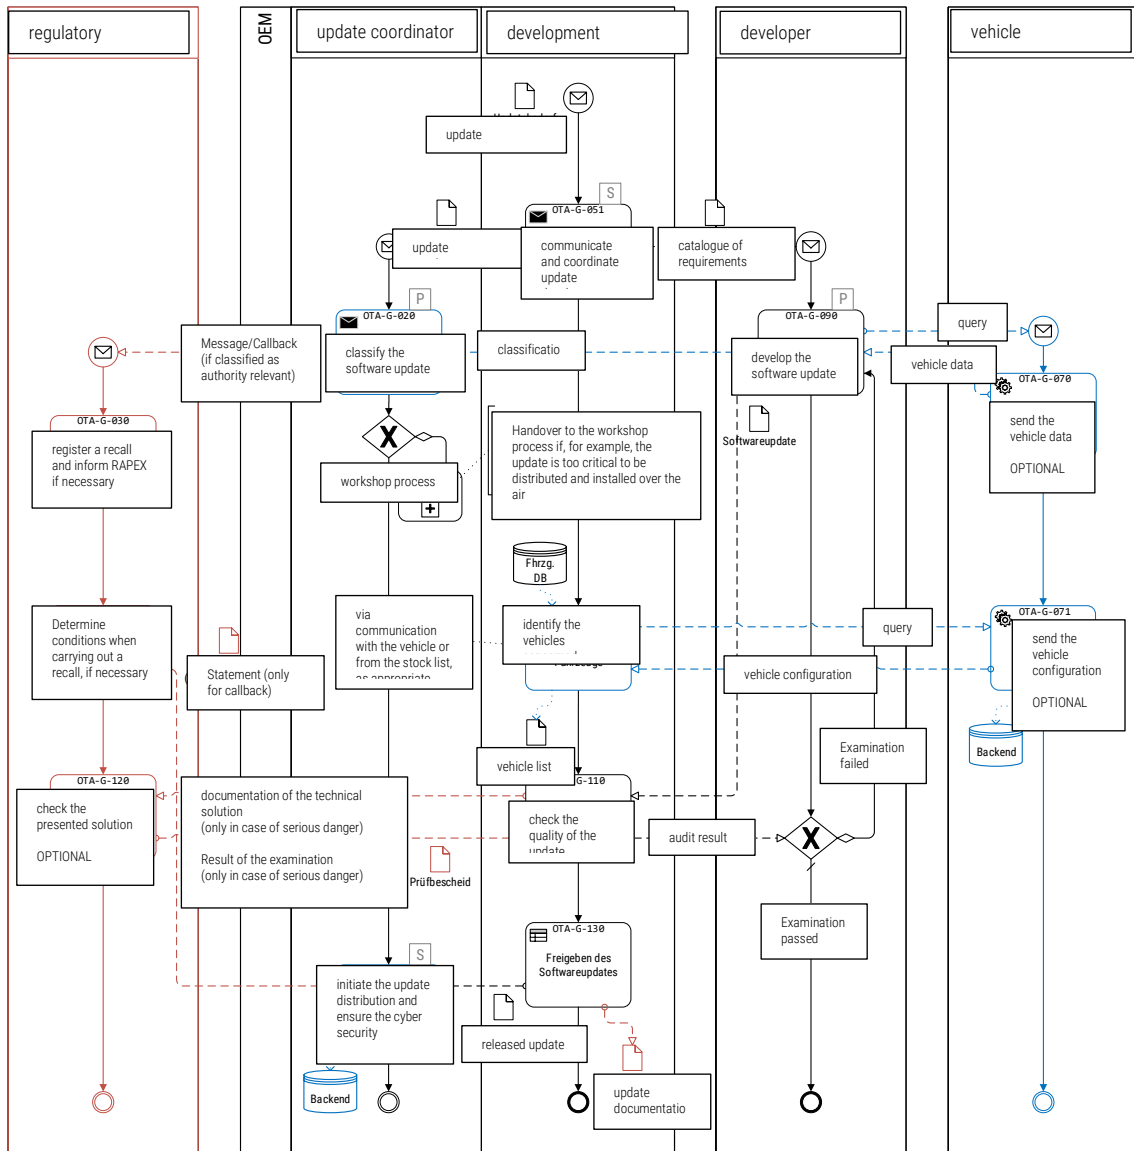 regulatory
OEM
update coordinator
development
developer
vehicle
update
S
OTA-G-051
update
communicate
and coordinate
update
catalogue of
requirements
P
OTA-G-020
P
OTA-G-090
Message/Callback
(if classified as
authority relevant)
classify the
software update
classificatio
develop the
software update
query
vehicle data
OTA-G-070
send the
vehicle data
OPTIONAL
OTA-G-030
register a recall
and inform RAPEX
if necessary
X
workshop process
Handover to the workshop
process if, for example, the
update is too critical to be
distributed and installed over the
air
Softwareupdate
Fhrzg.
DB
Determine
conditions when
carrying out a
recall, if necessary
Statement (only
for callback)
via
communication
with the vehicle or
from the stock list,
as appropriate
identify the
vehicles
query
vehicle configuration
OTA-G-071
send the
vehicle
configuration
OPTIONAL
Backend
vehicle list
Examination
failed
OTA-G-120
check the
presented solution
OPTIONAL
documentation of the technical
solution
(only in case of serious danger)
Result of the examination
(only in case of serious danger)
Prüfbescheid
G-110
check the
quality of the
update
audit result
X
Examination
passed
OTA-G-130
Freigeben des
Softwareupdates
S
initiate the update
distribution and
ensure the cyber
security
released update
Backend
update
documentatio